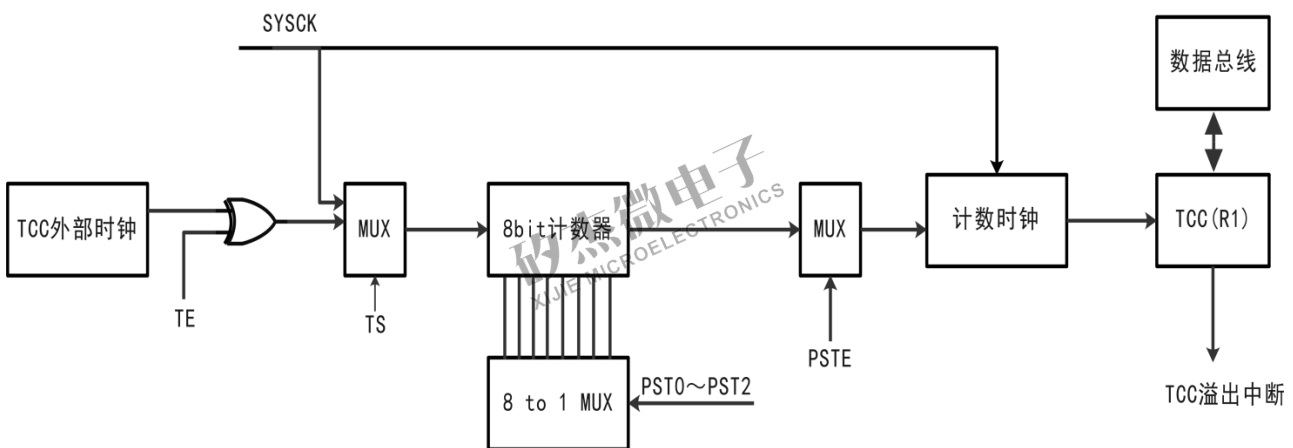 SYSCK
数据总线
TCC外部时钟
MUX
8bit计数器
MUX
计数时钟
TCC(R1)
TE
TS
PSTE
8 to 1 MUX
PST0～PST2
TCC溢出中断
矽杰微电子
XIJIE MICROELECTRONICS